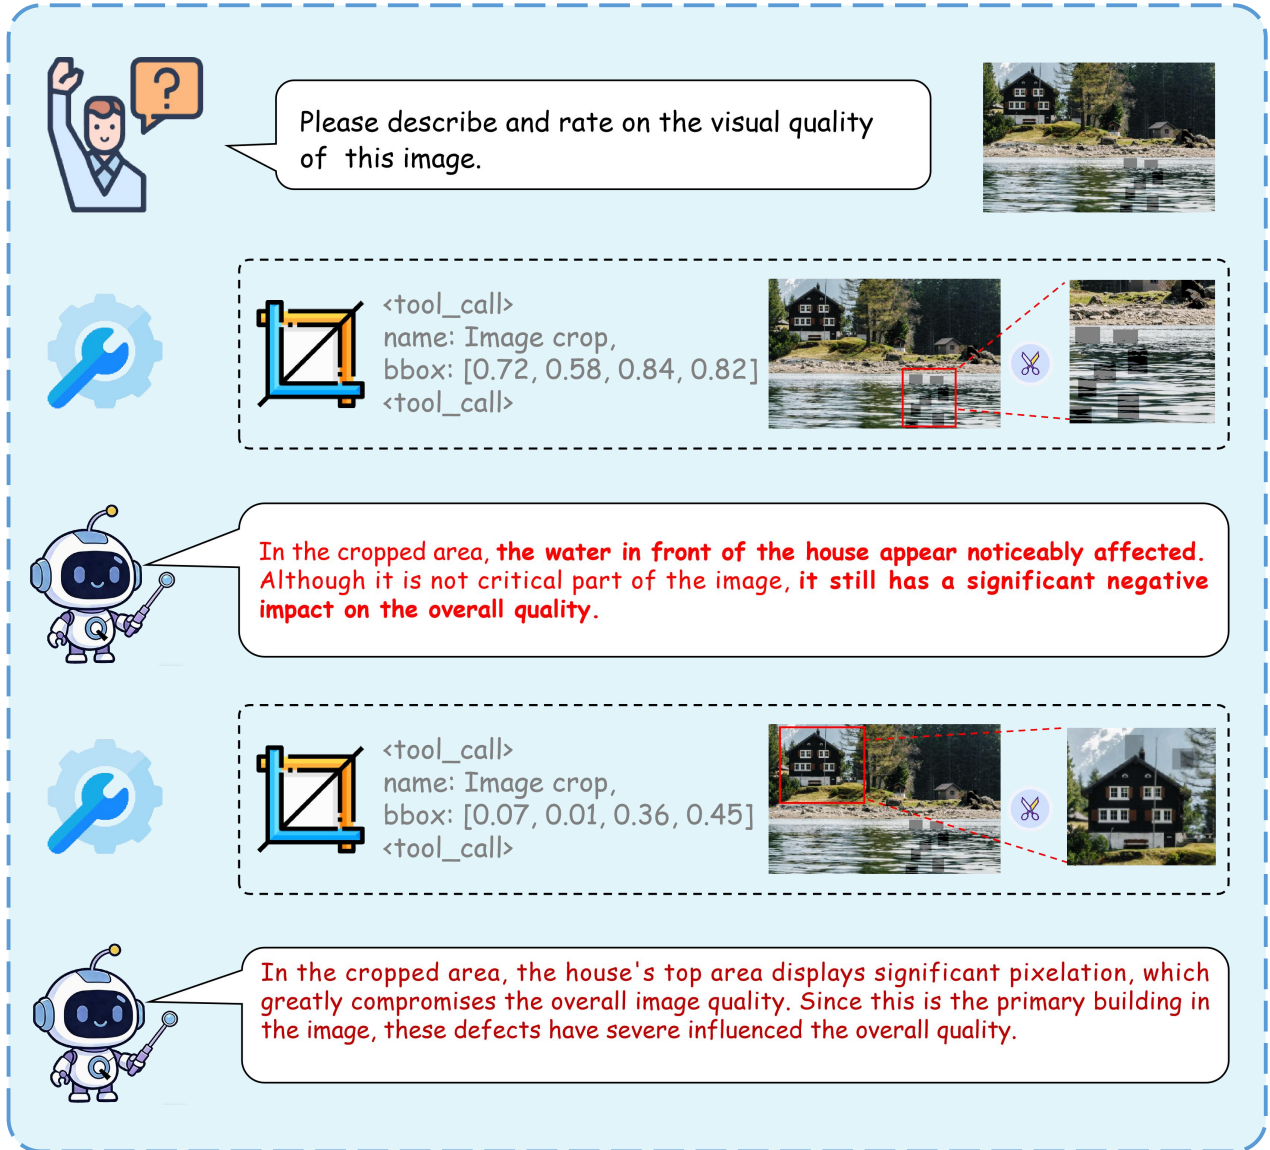 ?
Please describe and rate on the visual quality
of this image.
<tool_call>
name: Image crop,
bbox: [0.72, 0.58, 0.84, 0.82]
<tool_call>
In the cropped area, the water in front of the house appear noticeably affected.
Although it is not critical part of the image, it still has a significant negative
impact on the overall quality.
<tool_call>
name: Image crop,
bbox: [0.07, 0.01, 0.36, 0.45]
<tool_call>
In the cropped area, the house's top area displays significant pixelation, which
greatly compromises the overall image quality. Since this is the primary building in
the image, these defects have severe influenced the overall quality.